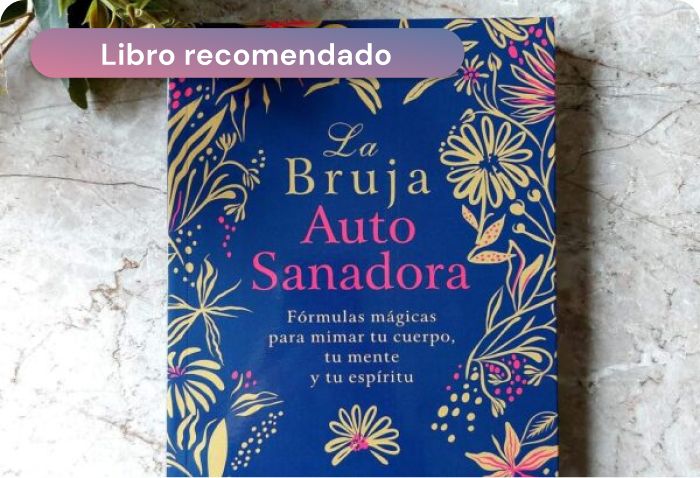 Libro recomendado
La
Bruja
Auto
Sanadora
Fórmulas mágicas
para mimar tu cuerpo,
tu mente
y tu espíritu